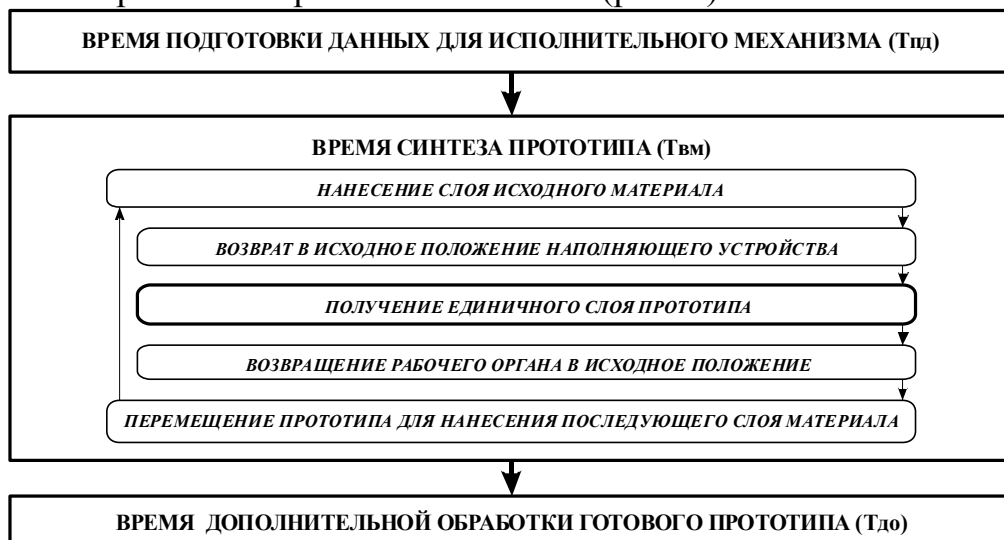 ВРЕМЯ ПОДГОТОВКИ ДАННЫХ ДЛЯ ИСПОЛНИТЕЛЬНОГО МЕХАНИЗМА (Тпд)
ВРЕМЯ СИНТЕЗА ПРОТОТИПА (Твм)
НАНЕСЕНИЕ СЛОЯ ИСХОДНОГО МАТЕРИАЛА
ВОЗВРАТ В ИСХОДНОЕ ПОЛОЖЕНИЕ НАПОЛНЯЮЩЕГО УСТРОЙСТВА
ПОЛУЧЕНИЕ ЕДИНИЧНОГО СЛОЯ ПРОТОТИПА
ВОЗВРАЩЕНИЕ РАБОЧЕГО ОРГАНА В ИСХОДНОЕ ПОЛОЖЕНИЕ
ПЕРЕМЕЩЕНИЕ ПРОТОТИПА ДЛЯ НАНЕСЕНИЯ ПОСЛЕДУЮЩЕГО СЛОЯ МАТЕРИАЛА
ВРЕМЯ ДОПОЛНИТЕЛЬНОЙ ОБРАБОТКИ ГОТОВОГО ПРОТОТИПА (Тдо)